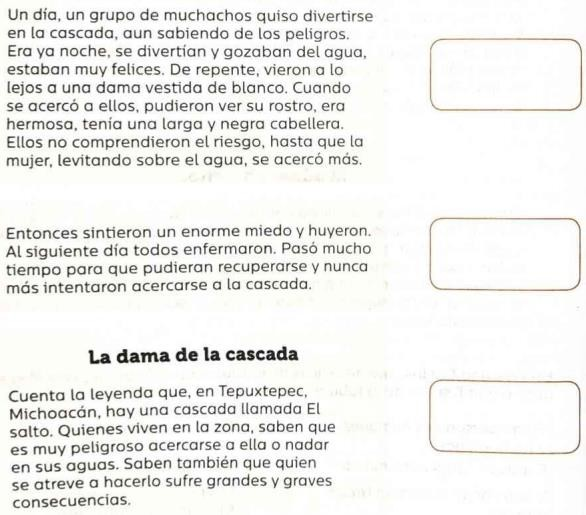 Un día, un grupo de muchachos quiso divertirse
en la cascada, aun sabiendo de los peligros.
Era ya noche, se divertían y gozaban del agua,
estaban muy felices. De repente, vieron a lo
lejos a una dama vestida de blanco. Cuando
se acercó a ellos, pudieron ver su rostro, era
hermosa, tenía una larga y negra cabellera.
Ellos no comprendieron el riesgo, hasta que la
mujer, levitando sobre el agua, se acercó más.
Entonces sintieron un enorme miedo y huyeron.
Al siguiente día todos enfermaron. Pasó mucho
tiempo para que pudieran recuperarse y nunca
más intentaron acercarse a la cascada.
La dama de la cascada
Cuenta la leyenda que, en Tepuxtepec,
Michoacán, hay una cascada llamada El
salto. Quienes viven en la zona, saben que
es muy peligroso acercarse a ella o nadar
en sus aguas. Saben también que quien
se atreve a hacerlo sufre grandes y graves
consecuencias.